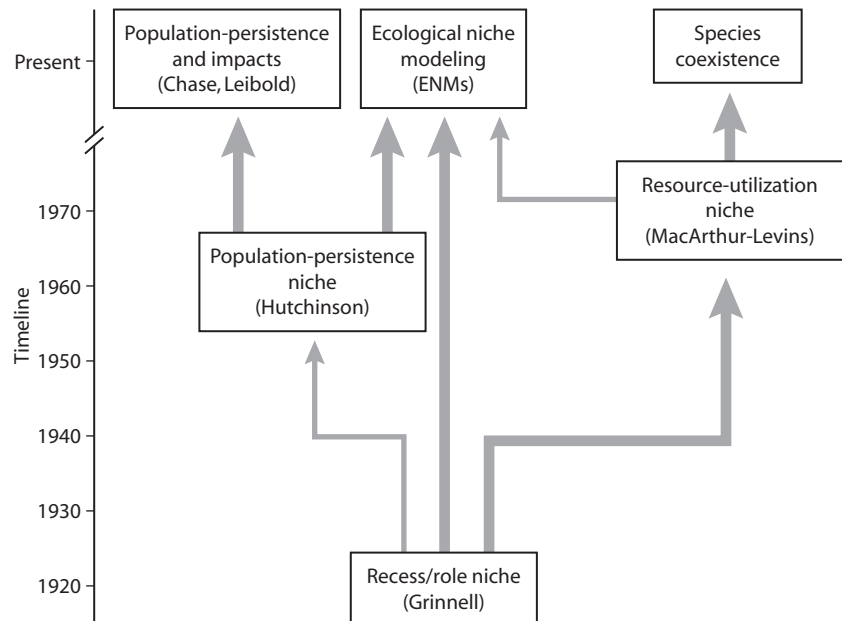 Population-persistence
and impacts
(Chase, Leibold)
Ecological niche
modeling
(ENMs)
Species
coexistence
Present
Resource-utilization
niche
(MacArthur-Levins)
1970
Population-persistence
niche
(Hutchinson)
1960
Timeline
1950
1940
1930
Recess/role niche
(Grinnell)
1920